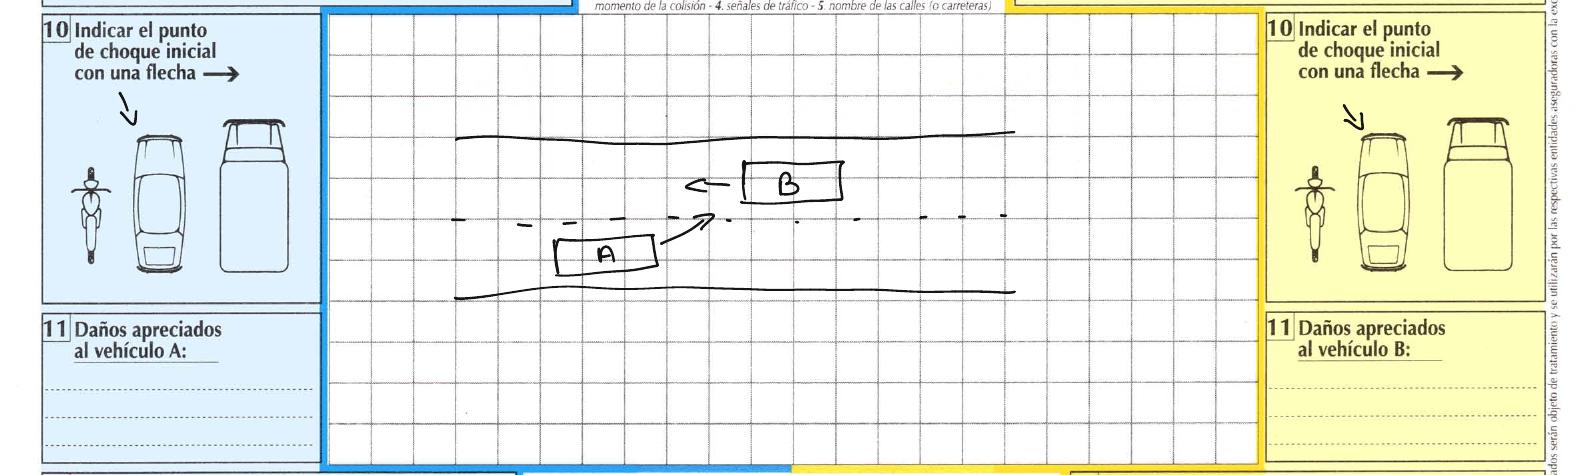 momento de la colisión - 4. señales de tráfico - 5. nombre de las calles (o carreteras)
10 Indicar el punto
de choque inicial
con una flecha →
B
A
11 Daños apreciados
al vehículo A:
10 Indicar el punto
de choque inicial
con una flecha →
11 Daños apreciados
al vehículo B:
serán objeto de tratamiento y se utilizarán por las respectivas entidades aseguradoras con la